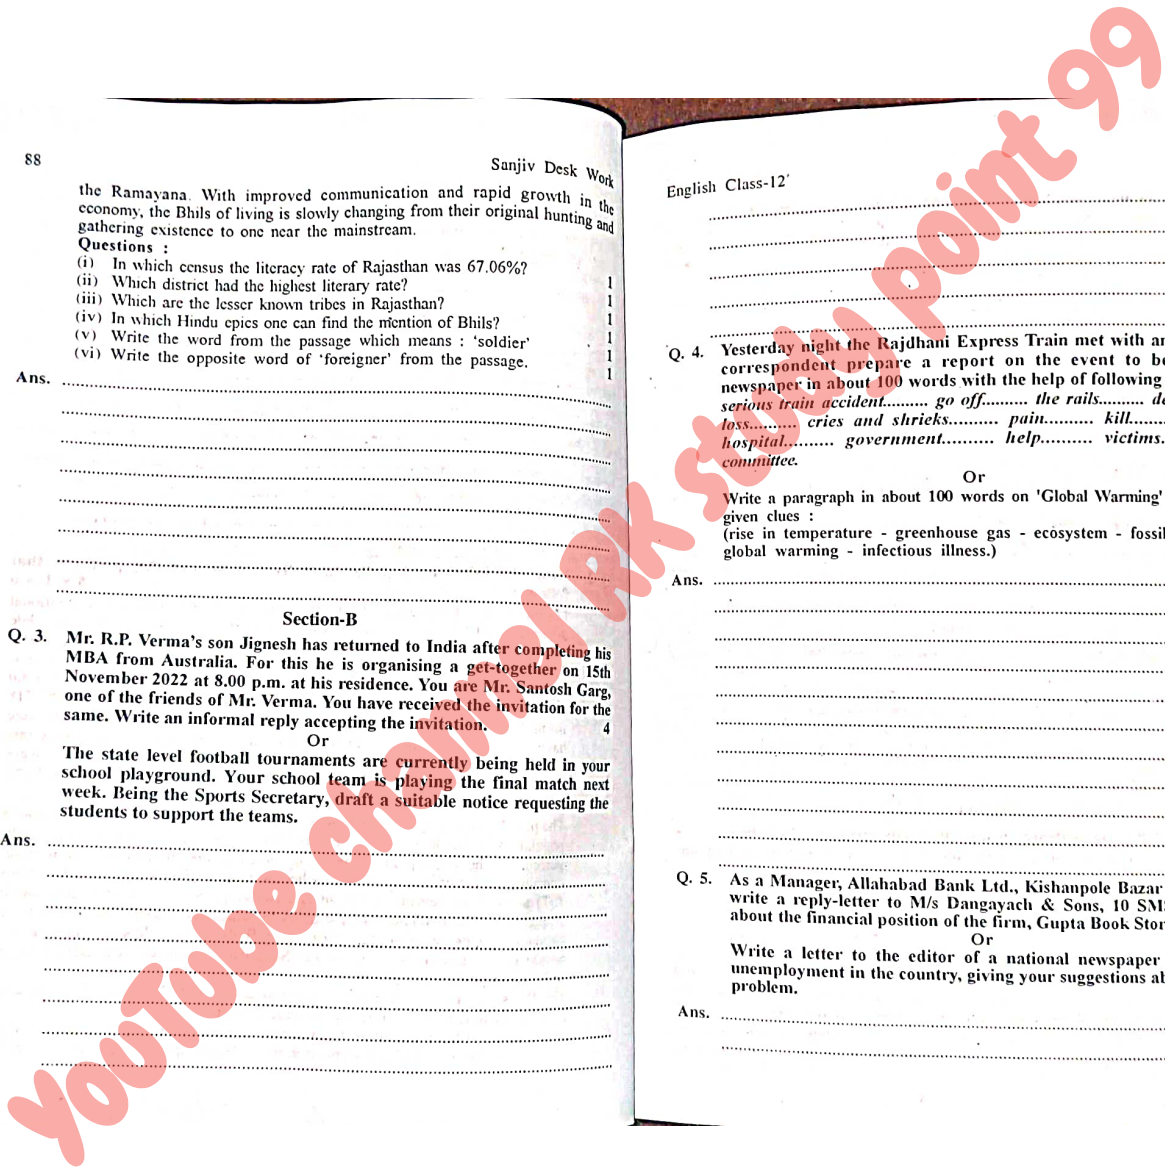 88
Sanjiv Desk Work
the Ramayana. With improved communication and rapid growth in the
economy, the Bhils of living is slowly changing from their original hunting and
gathering existence to one near the mainstream.
Questions :
(i) In which census the literacy rate of Rajasthan was 67.06%?
(ii) Which district had the highest literary rate? 1
(iii) Which are the lesser known tribes in Rajasthan? 1
(iv) In which Hindu epics one can find the mention of Bhils? 1
(v) Write the word from the passage which means : ‘soldier’ 1
(vi) Write the opposite word of ‘foreigner’ from the passage. 1
1
Ans.
Section-B
Q. 3. Mr. R.P. Verma’s son Jignesh has returned to India after completing his
MBA from Australia. For this he is organising a get-together on 15th
November 2022 at 8.00 p.m. at his residence. You are Mr. Santosh Garg,
one of the friends of Mr. Verma. You have received the invitation for the
same. Write an informal reply accepting the invitation. 4
Or
The state level football tournaments are currently being held in your
school playground. Your school team is playing the final match next
week. Being the Sports Secretary, draft a suitable notice requesting the
students to support the teams.
Ans.
English Class-12
Q. 4. Yesterday night the Rajdhani Express Train met with an
correspondent prepare a report on the event to be
newspaper in about 100 words with the help of following
serious train accident......... go off.......... the rails......... de
loss.......... cries and shrieks.......... pain.......... kill........
hospital.......... government.......... help.......... victims.
committee.
Or
Write a paragraph in about 100 words on 'Global Warming'
given clues :
(rise in temperature - greenhouse gas - ecosystem - fossil
global warming - infectious illness.)
Ans.
Q. 5. As a Manager, Allahabad Bank Ltd., Kishanpole Bazar
write a reply-letter to M/s Dangayach & Sons, 10 SMS
about the financial position of the firm, Gupta Book Stor
Or
Write a letter to the editor of a national newspaper
unemployment in the country, giving your suggestions ab
problem.
Ans.
YouTube channel RK study point 99